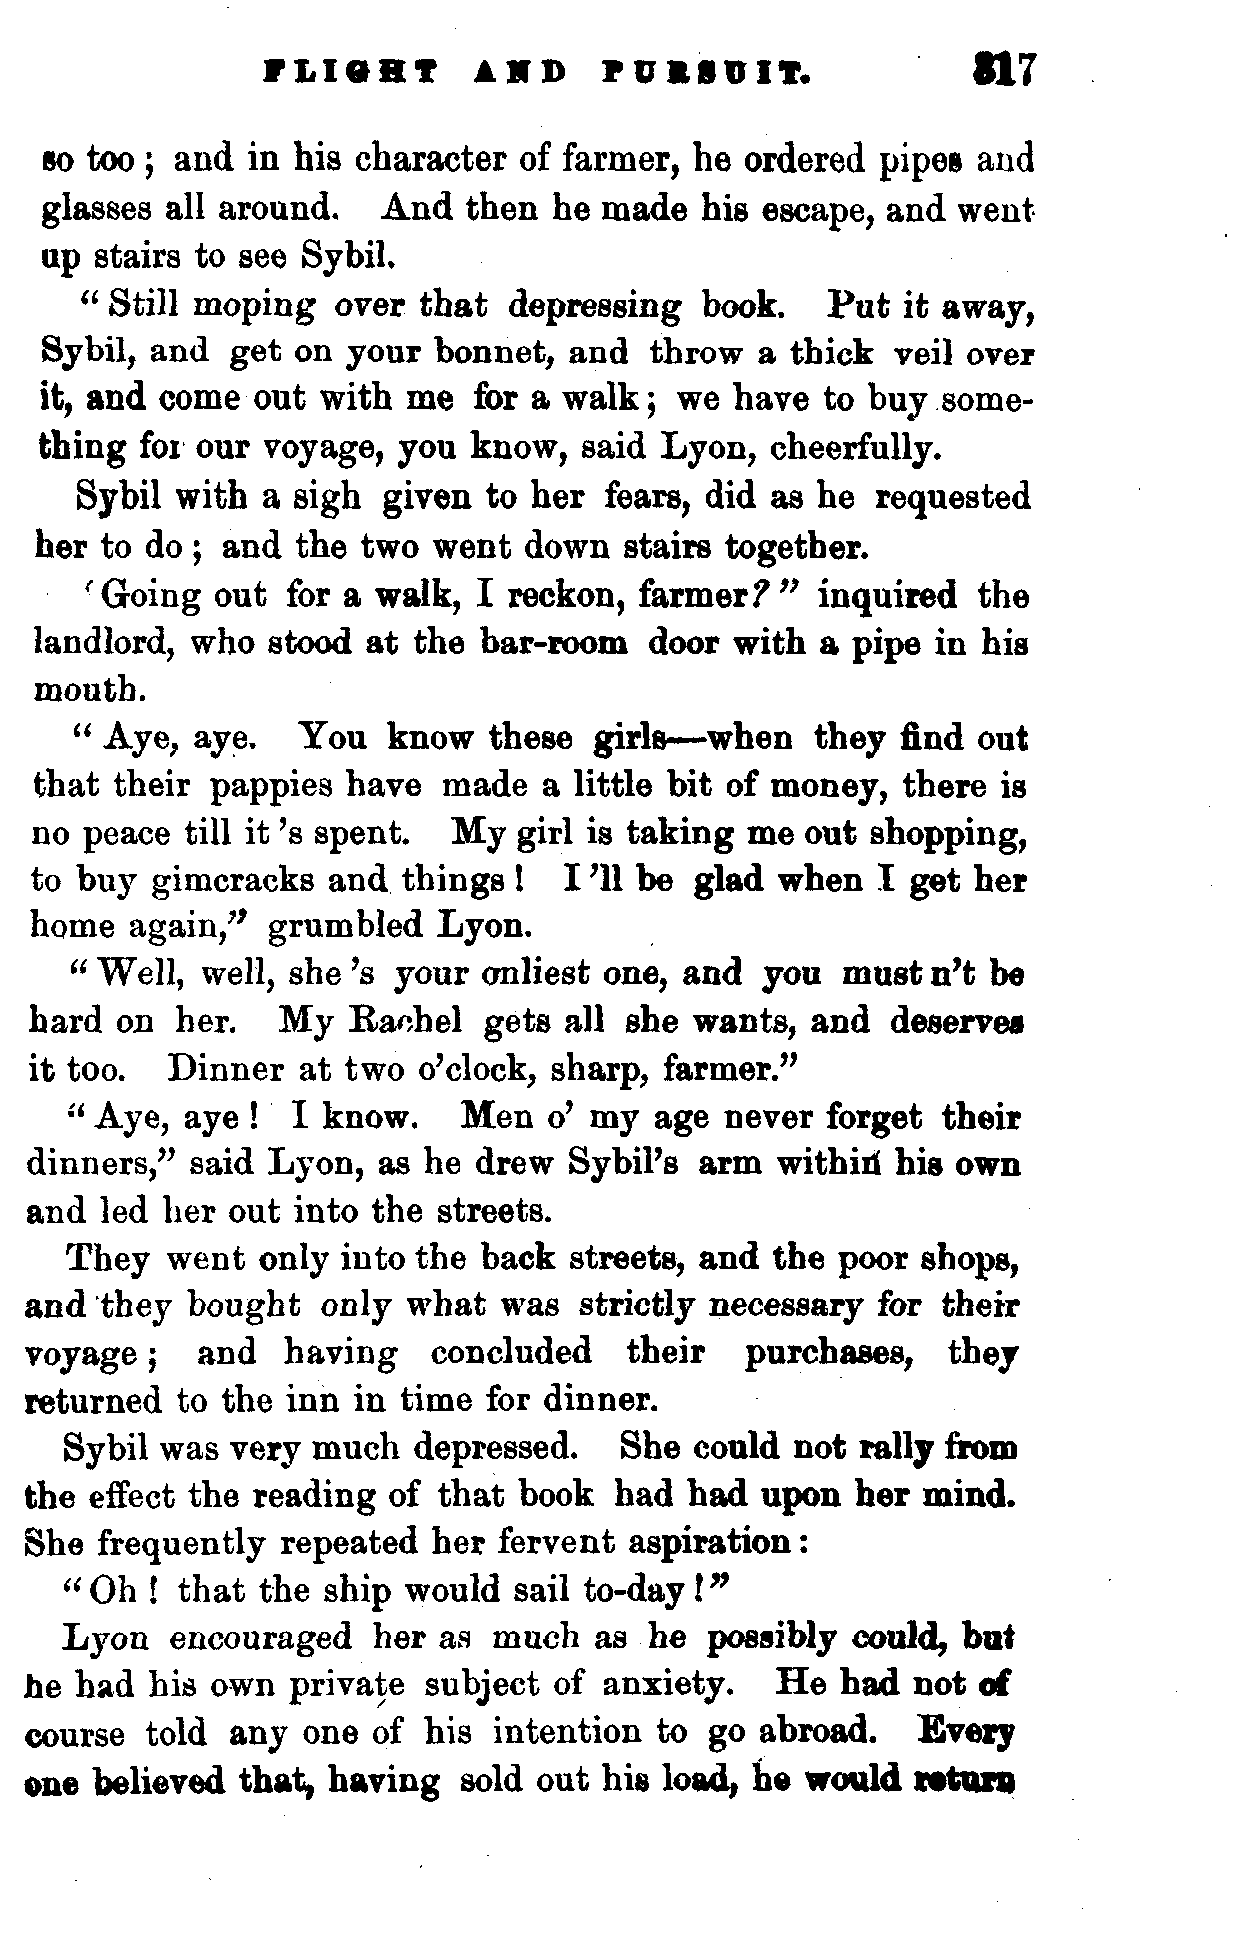 FLIGHT AND PURSUIT. 317
so too ; and in his character of farmer, he ordered pipes and
glasses all around. And then he made his escape, and went
up stairs to see Sybil.
“ Still moping over that depressing book. Put it away,
Sybil, and get on your bonnet, and throw a thick veil over
it, and come out with me for a walk ; we have to buy some-
thing for our voyage, you know, said Lyon, cheerfully.
Sybil with a sigh given to her fears, did as he requested
her to do ; and the two went down stairs together.
‘ Going out for a walk, I reckon, farmer ? ” inquired the
landlord, who stood at the bar-room door with a pipe in his
mouth.
“ Aye, aye. You know these girls—when they find out
that their pappies have made a little bit of money, there is
no peace till it ’s spent. My girl is taking me out shopping,
to buy gimcracks and things ! I ’ll be glad when I get her
home again,” grumbled Lyon.
“ Well, well, she ’s your onliest one, and you must n’t be
hard on her. My Rachel gets all she wants, and deserves
it too. Dinner at two o’clock, sharp, farmer.”
“ Aye, aye ! I know. Men o’ my age never forget their
dinners,” said Lyon, as he drew Sybil’s arm within his own
and led her out into the streets.
They went only into the back streets, and the poor shops,
and they bought only what was strictly necessary for their
voyage ; and having concluded their purchases, they
returned to the inn in time for dinner.
Sybil was very much depressed. She could not rally from
the effect the reading of that book had had upon her mind.
She frequently repeated her fervent aspiration :
“ Oh ! that the ship would sail to-day ! ”
Lyon encouraged her as much as he possibly could, but
he had his own private subject of anxiety. He had not of
course told any one of his intention to go abroad. Every
one believed that, having sold out his load, he would return